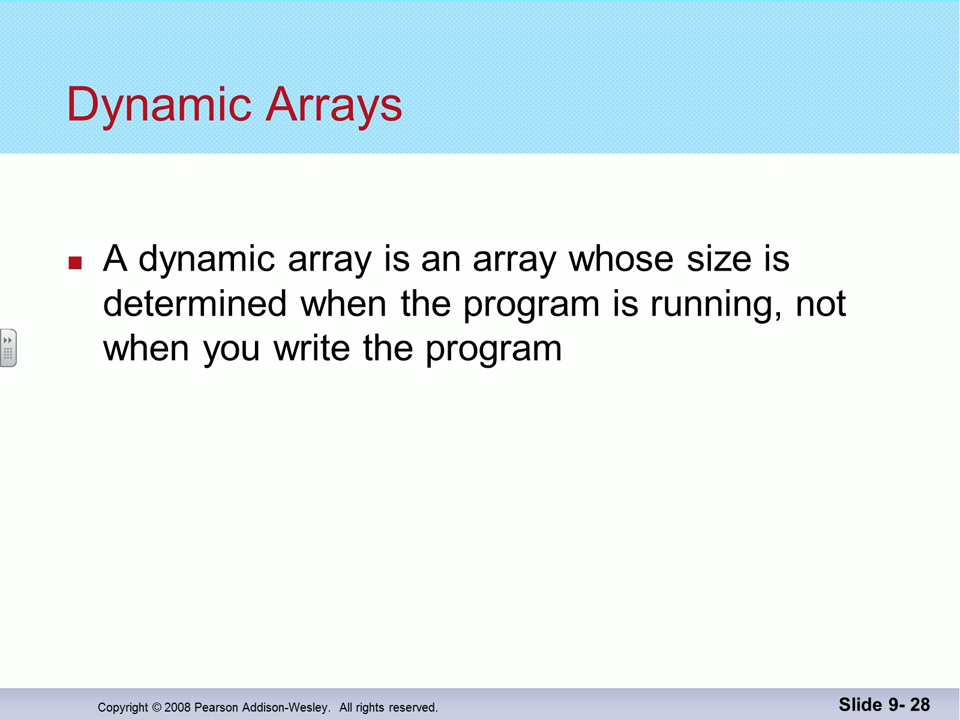 Dynamic Arrays
A dynamic array is an array whose size is
determined when the program is running, not
when you write the program
Copyright © 2008 Pearson Addison-Wesley. All rights reserved.
Slide 9- 28